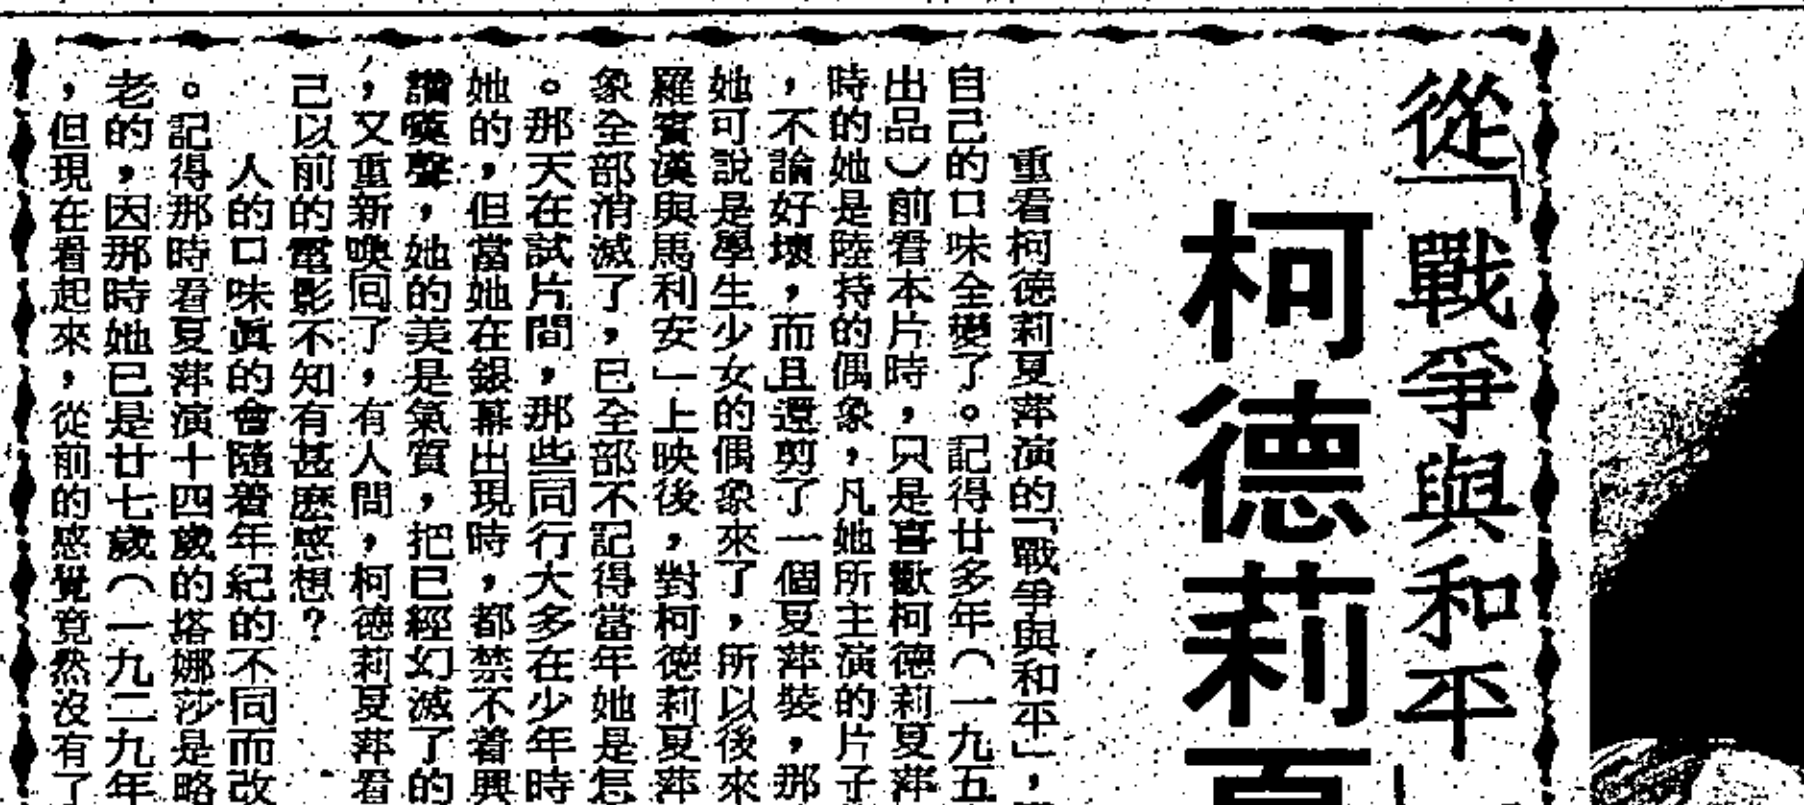 從「戰爭與和平」
柯德莉夏
重看柯德莉夏萍演的「戰爭與和平」,
自己的口味全變了。記得廿多年(一九五
出品)前看本片時,只是喜歡柯德莉夏萍
時的她是陸持的偶象,凡她所主演的片子
,不論好壞,而且還剪了一個夏萍裝,那
她可說是學生少女的偶象來了,所以後來
羅賓漢與馬利安」上映後,對柯德莉夏萍
象全部消滅了,已全部不記得當年她是怎
。那天在試片間,那些同行大多在少年時
她的,但當她在銀幕出現時,都禁不着興
讚嘆聲,她的美是氣質,把已經幻滅了的
,又重新喚回了,有人問,柯德莉夏萍看
己以前的電影不知有甚麽感想?
人的口味眞的會隨着年紀的不同而改
。記得那時看夏萍演十四歲的塔娜莎是略
老的,因那時她已是廿七歲(一九二九年
,但現在看起來,從前的感覺竟然沒有了